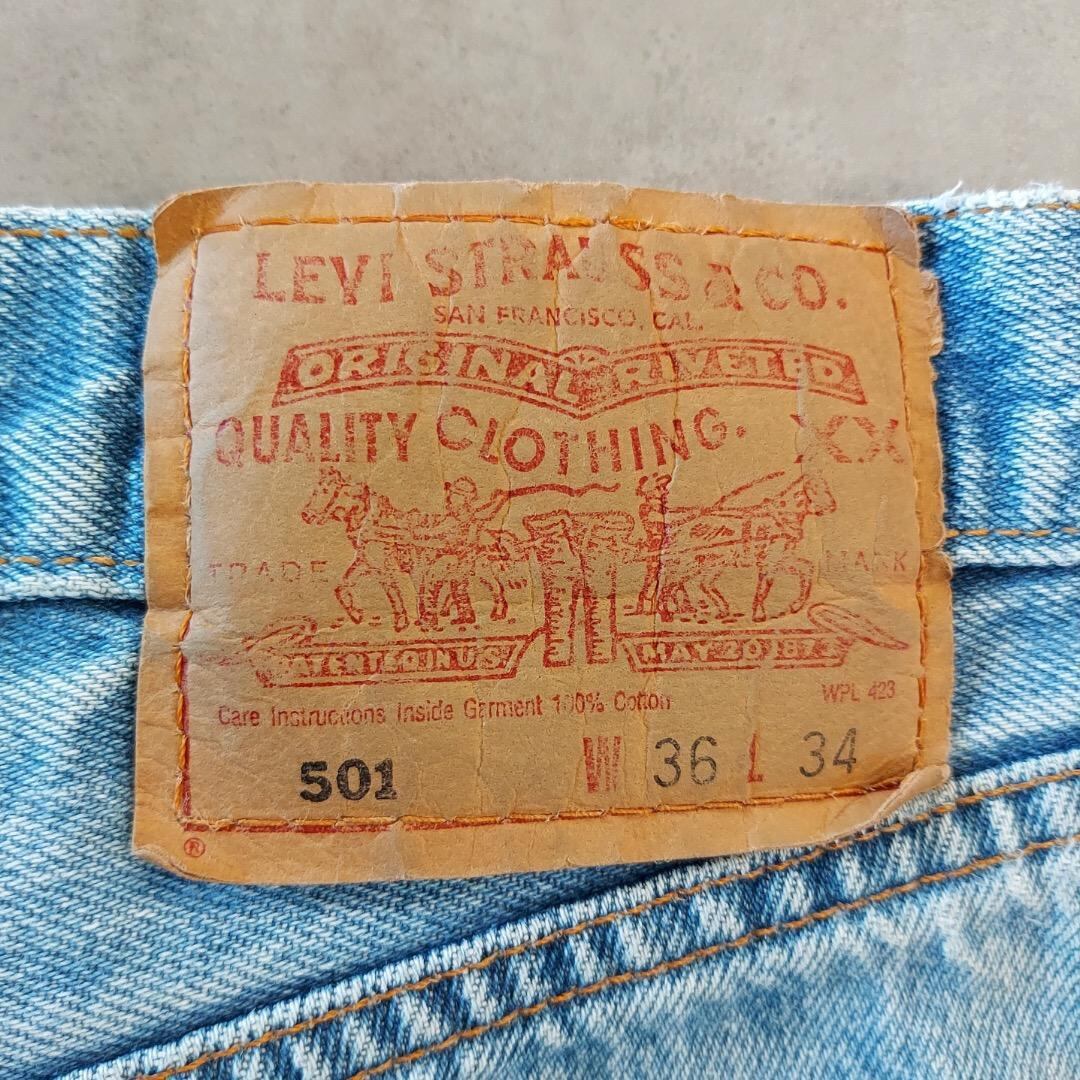 LEVI STRAUSS & CO.
SAN FRANCISCO, CAL.
ORIGINAL RIVETED
QUALITY CLOTHING. XX
TRADE MARK
PATENTED IN U.S. MAY 20 1873
Care Instructions Inside Garment 100% Cotton WPL 423
501 W 36 L 34
®